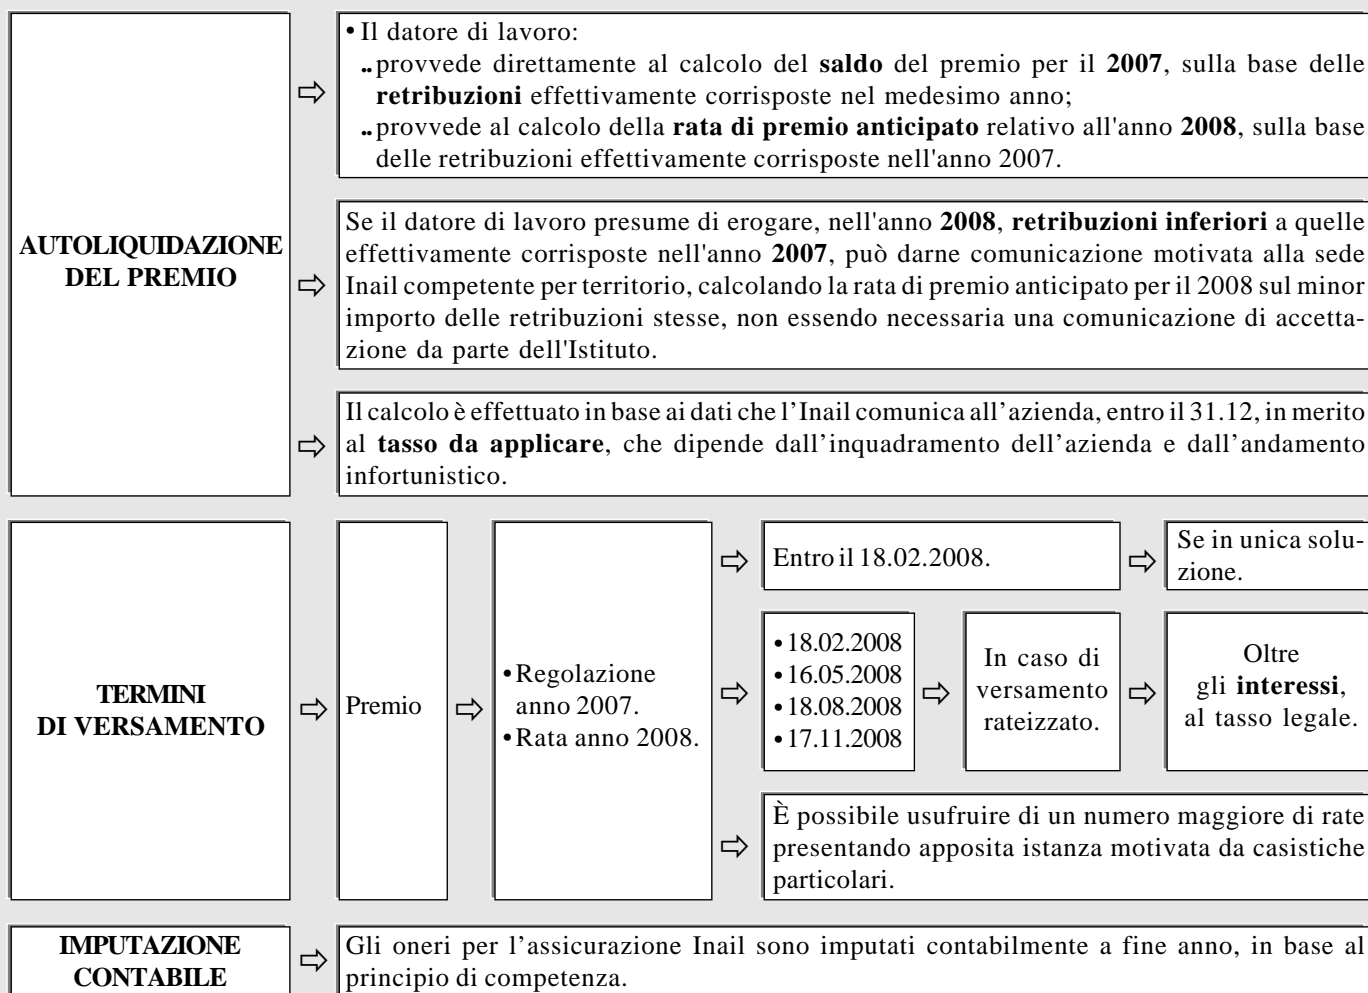 AUTOLIQUIDAZIONE
DEL PREMIO
• Il datore di lavoro:
.. provvede direttamente al calcolo del saldo del premio per il 2007, sulla base delle
retribuzioni effettivamente corrisposte nel medesimo anno;
.. provvede al calcolo della rata di premio anticipato relativo all'anno 2008, sulla base
delle retribuzioni effettivamente corrisposte nell'anno 2007.
Se il datore di lavoro presume di erogare, nell'anno 2008, retribuzioni inferiori a quelle
effettivamente corrisposte nell'anno 2007, può darne comunicazione motivata alla sede
Inail competente per territorio, calcolando la rata di premio anticipato per il 2008 sul minor
importo delle retribuzioni stesse, non essendo necessaria una comunicazione di accetta-
zione da parte dell'Istituto.
Il calcolo è effettuato in base ai dati che l’Inail comunica all’azienda, entro il 31.12, in merito
al tasso da applicare, che dipende dall’inquadramento dell’azienda e dall’andamento
infortunistico.
TERMINI
DI VERSAMENTO
Premio
• Regolazione
anno 2007.
• Rata anno 2008.
Entro il 18.02.2008.
Se in unica solu-
zione.
• 18.02.2008
• 16.05.2008
• 18.08.2008
• 17.11.2008
In caso di
versamento
rateizzato.
Oltre
gli interessi,
al tasso legale.
È possibile usufruire di un numero maggiore di rate
presentando apposita istanza motivata da casistiche
particolari.
IMPUTAZIONE
CONTABILE
Gli oneri per l’assicurazione Inail sono imputati contabilmente a fine anno, in base al
principio di competenza.